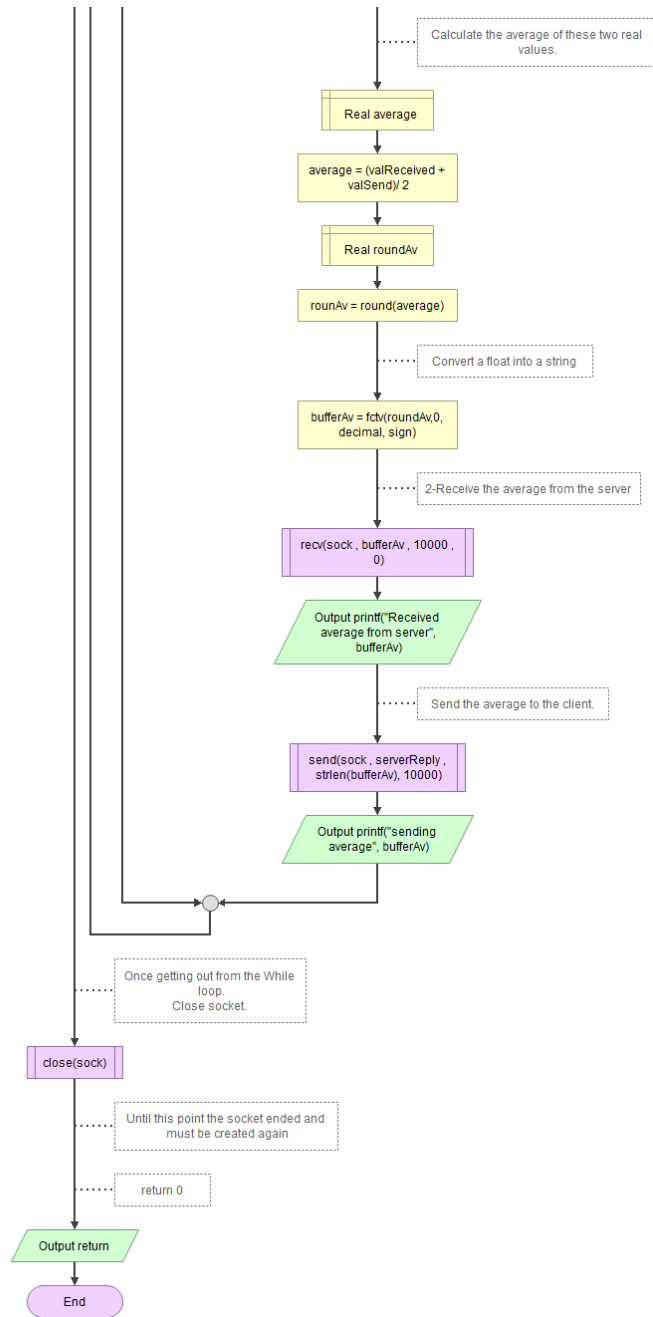 Calculate the average of these two real
values.
Real average
average = (valReceived +
valSend)/ 2
Real roundAv
rounAv = round(average)
Convert a float into a string
bufferAv = fctv(roundAv,0,
decimal, sign)
2-Receive the average from the server
recv(sock , bufferAv , 10000 ,
0)
Output printf("Received
average from server",
bufferAv)
Send the average to the client.
send(sock , serverReply ,
strlen(bufferAv), 10000)
Output printf("sending
average", bufferAv)
Once getting out from the While
loop.
Close socket.
close(sock)
Until this point the socket ended and
must be created again
return 0
Output return
End